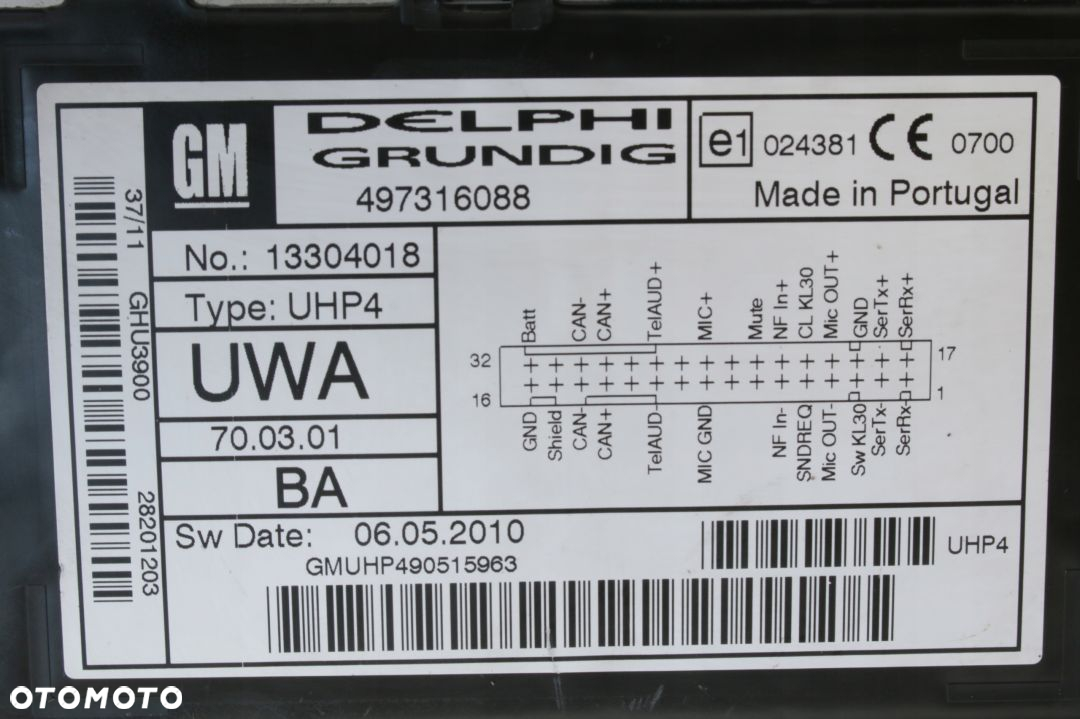 GM
DELPHI
GRUNDIG
497316088
e1 024381 CE 0700
Made in Portugal
37/11 GHU3900 28201203
No.: 13304018
Type: UHP4
UWA
70.03.01
BA
Batt CAN- CAN+ TelAUD+ MIC+ Mute NF In+ CL KL30 Mic OUT+ GND SerTx+ SerRx+
32 17
16 1
GND Shield CAN- CAN+ TelAUD- MIC GND NF In- SNDREQ Mic OUT- Sw KL30 SerTx- SerRx-
Sw Date: 06.05.2010
GMUHP490515963
UHP4
OTOMOTO